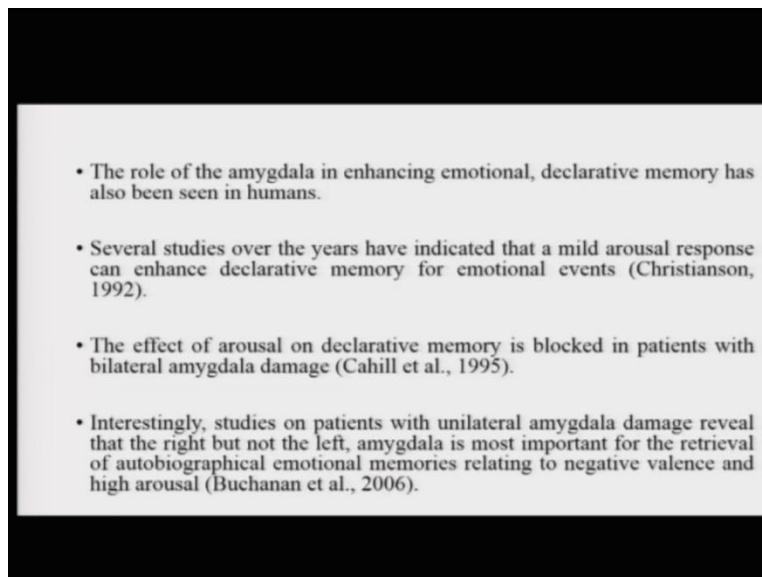 • The role of the amygdala in enhancing emotional, declarative memory has
also been seen in humans.
• Several studies over the years have indicated that a mild arousal response
can enhance declarative memory for emotional events (Christianson,
1992).
• The effect of arousal on declarative memory is blocked in patients with
bilateral amygdala damage (Cahill et al., 1995).
• Interestingly, studies on patients with unilateral amygdala damage reveal
that the right but not the left, amygdala is most important for the retrieval
of autobiographical emotional memories relating to negative valence and
high arousal (Buchanan et al., 2006).